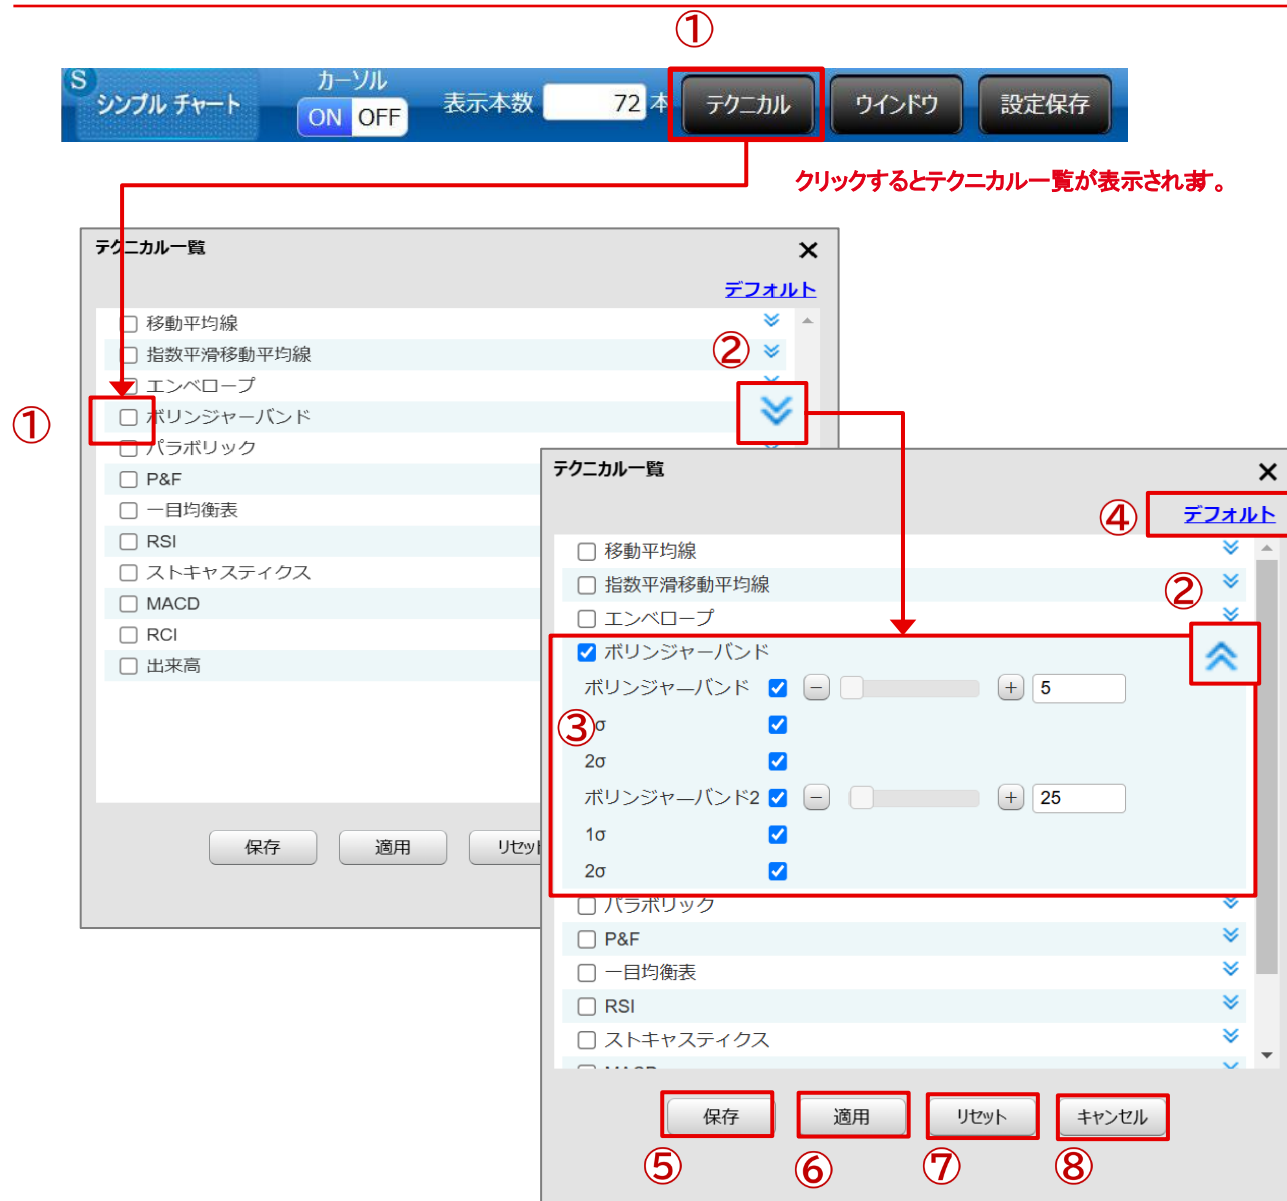 ①
S
シンプル チャート
カーソル
ON OFF
表示本数 72 本
テクニカル
ウインドウ
設定保存
クリックするとテクニカル一覧が表示されます。
テクニカル一覧
デフォルト
移動平均線
指数平滑移動平均線
②
エンベロープ
①
ボリンジャーバンド
パラボリック
P&F
一目均衡表
RSI
ストキャスティクス
MACD
RCI
出来高
保存
適用
リセット
テクニカル一覧
④
デフォルト
移動平均線
指数平滑移動平均線
②
エンベロープ
ボリンジャーバンド
ボリンジャーバンド − + 5
③
σ
2σ
ボリンジャーバンド2 − + 25
1σ
2σ
パラボリック
P&F
一目均衡表
RSI
ストキャスティクス
保存
適用
リセット
キャンセル
⑤
⑥
⑦
⑧